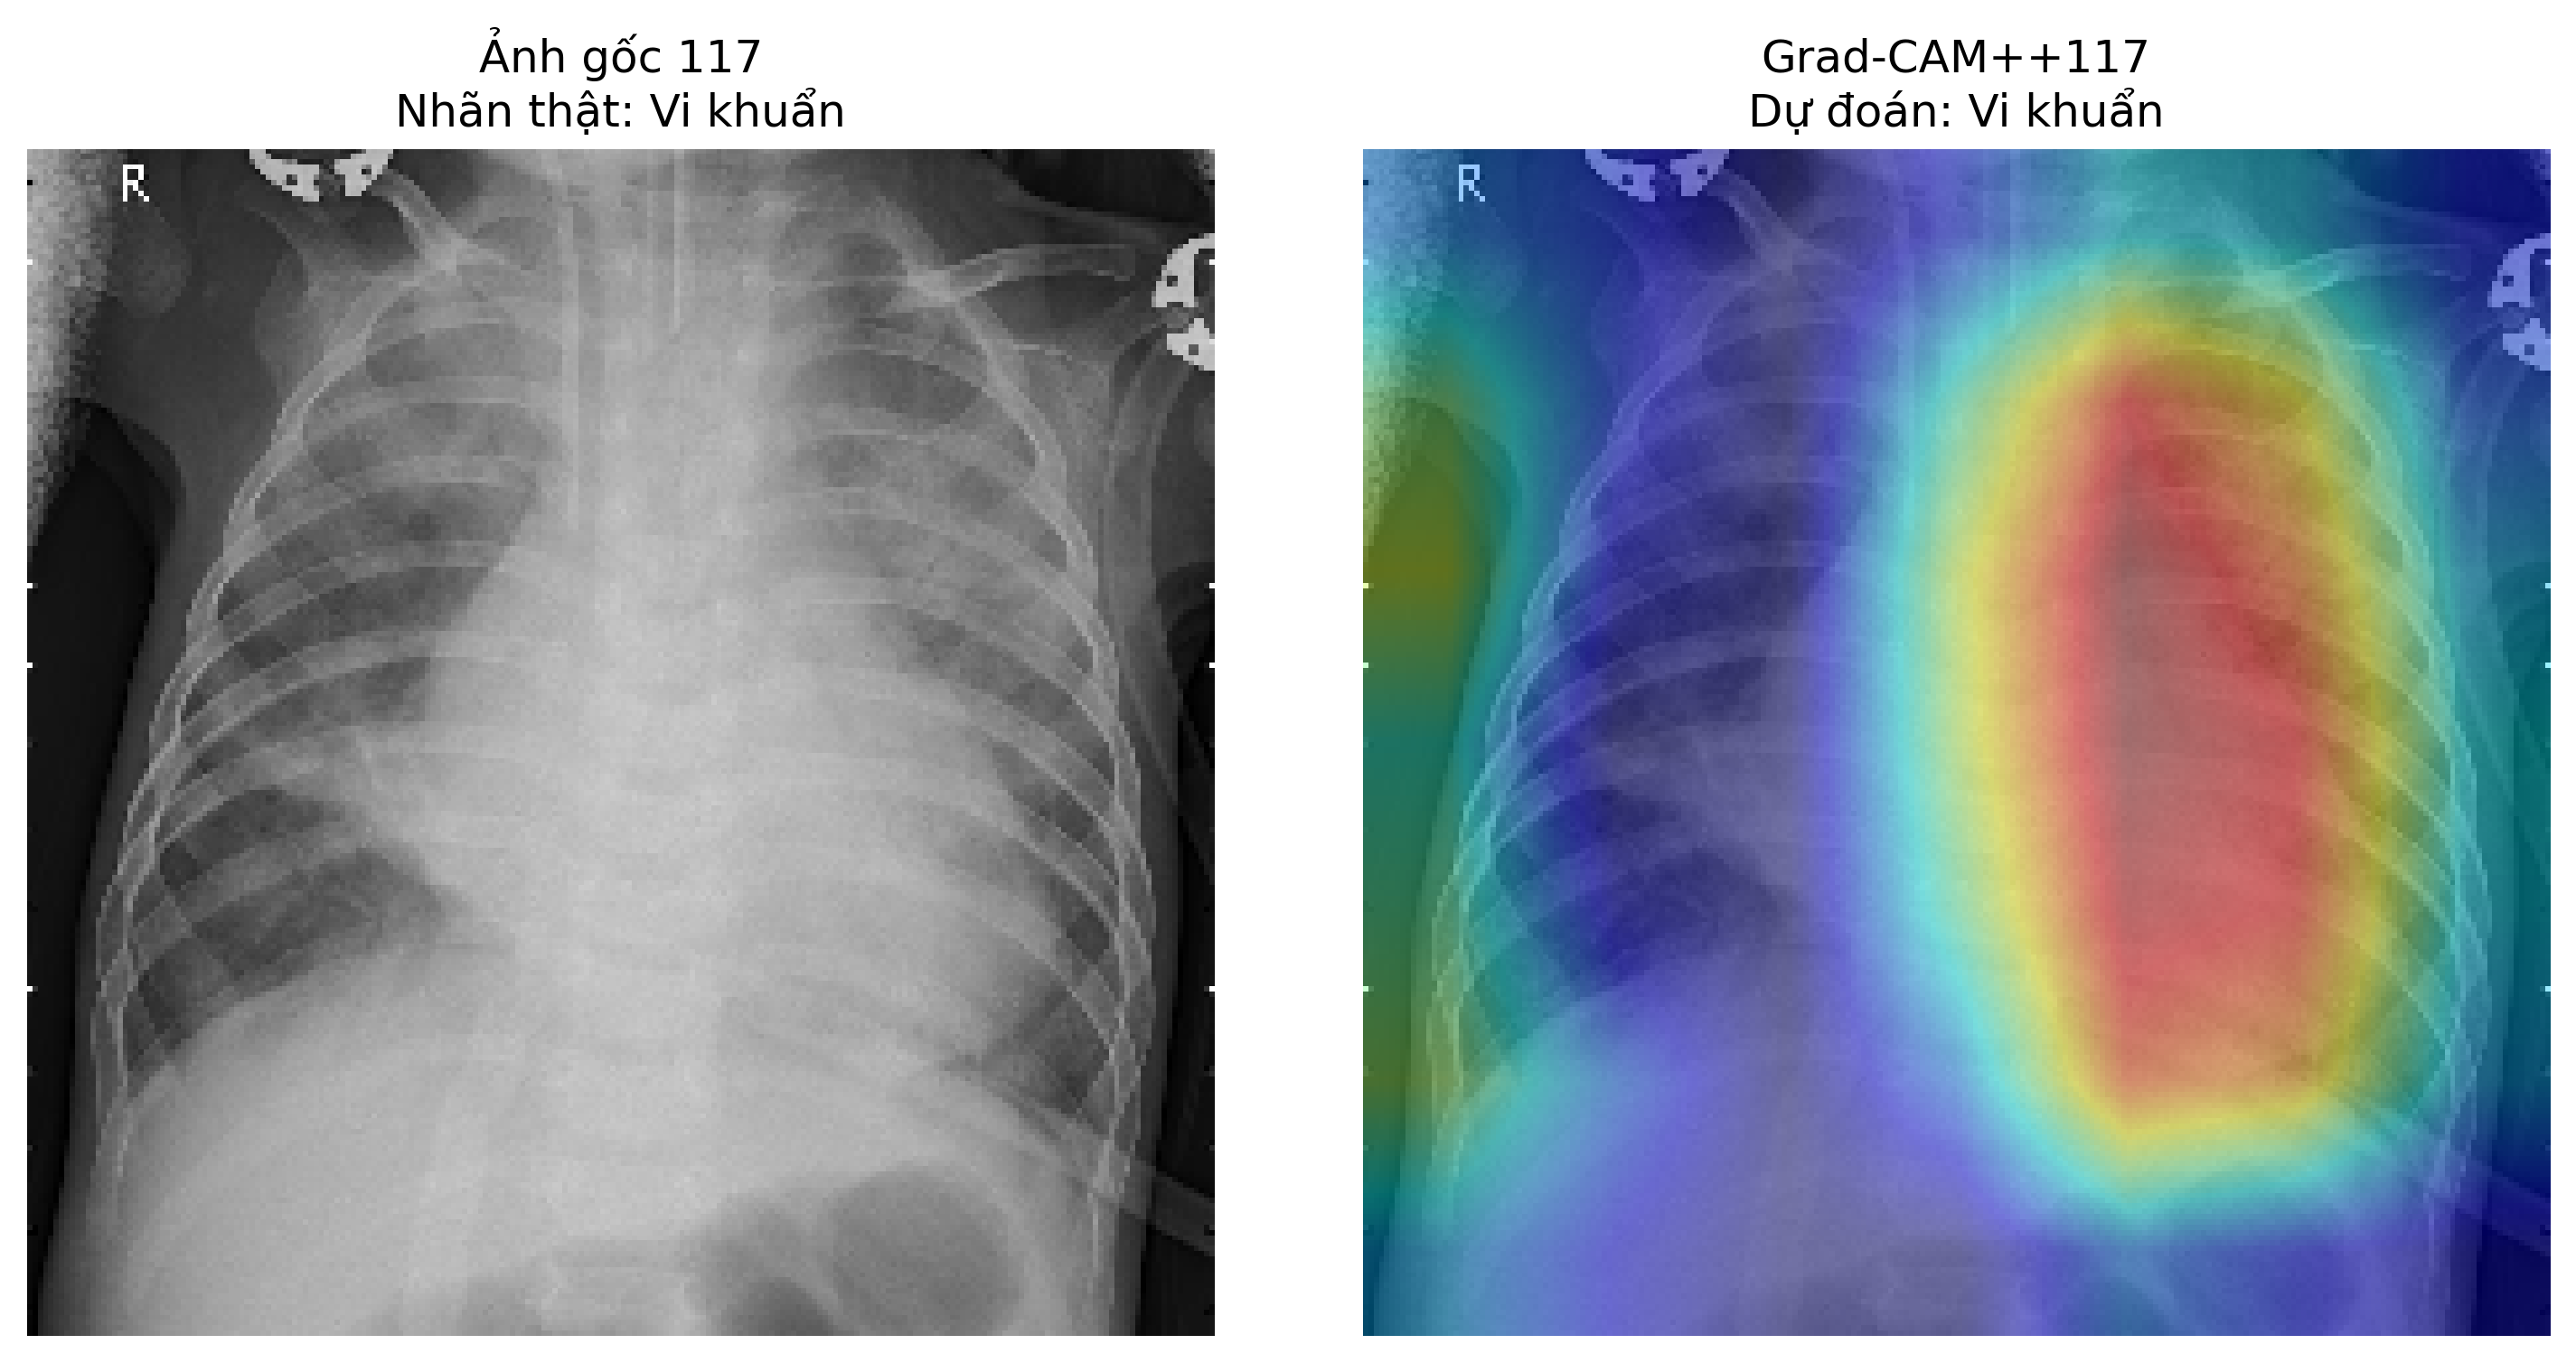 Ảnh gốc 117
Nhãn thật: Vi khuẩn
Grad-CAM++117
Dự đoán: Vi khuẩn
R
R